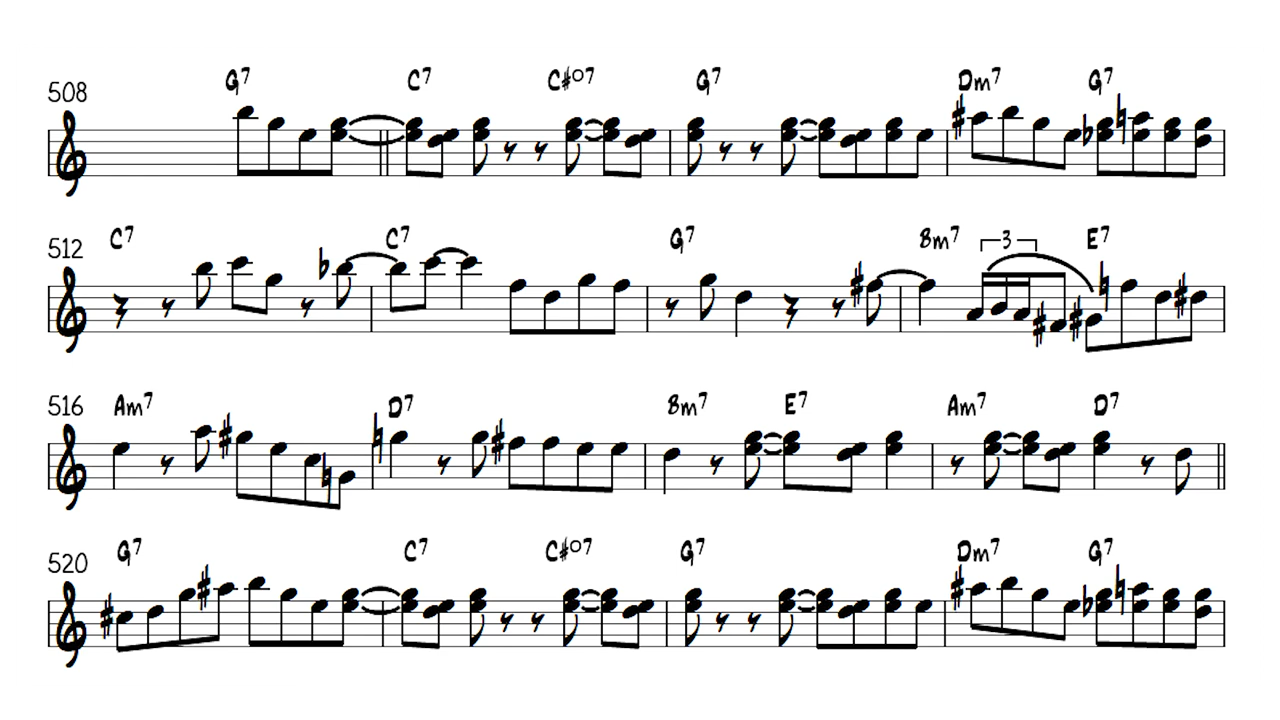 G7 C7 C#o7 G7 Dm7 G7
508
C7 C7 G7 Bm7 3 E7
512
Am7 D7 Bm7 E7 Am7 D7
516
G7 C7 C#o7 G7 Dm7 G7
520